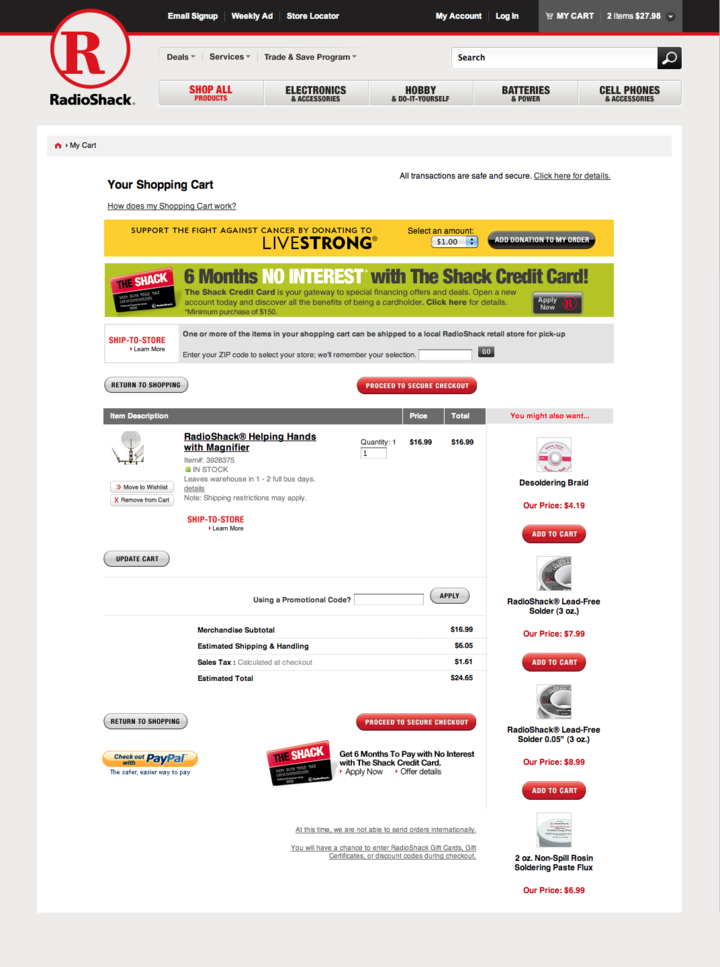 Email Signup Weekly Ad Store Locator My Account Log In MY CART 2 items $27.98
R
RadioShack.
Deals Services Trade & Save Program Search
SHOP ALL PRODUCTS
ELECTRONICS & ACCESSORIES
HOBBY & DO-IT-YOURSELF
BATTERIES & POWER
CELL PHONES & ACCESSORIES
My Cart
All transactions are safe and secure. Click here for details.
Your Shopping Cart
How does my Shopping Cart work?
SUPPORT THE FIGHT AGAINST CANCER BY DONATING TO
LIVESTRONG®
Select an amount:
$1.00
ADD DONATION TO MY ORDER
THE SHACK
RadioShack
6 Months NO INTEREST* with The Shack Credit Card!
The Shack Credit Card is your gateway to special financing offers and deals. Open a new
account today and discover all the benefits of being a cardholder. Click here for details.
*Minimum purchase of $150.
Apply Now
R
SHIP-TO-STORE
Learn More
One or more of the items in your shopping cart can be shipped to a local RadioShack retail store for pick-up
Enter your ZIP code to select your store; we'll remember your selection. GO
RETURN TO SHOPPING PROCEED TO SECURE CHECKOUT
Item Description Price Total
RadioShack® Helping Hands
with Magnifier
Quantity: 1 $16.99 $16.99
1
Item#: 3928375
IN STOCK
Leaves warehouse in 1 - 2 full bus days.
details
Note: Shipping restrictions may apply.
Move to Wishlist
X Remove from Cart
SHIP-TO-STORE
Learn More
UPDATE CART
Using a Promotional Code? APPLY
Merchandise Subtotal $16.99
Estimated Shipping & Handling $6.05
Sales Tax : Calculated at checkout $1.61
Estimated Total $24.65
RETURN TO SHOPPING PROCEED TO SECURE CHECKOUT
Check out with PayPal
The safer, easier way to pay
THE SHACK
RadioShack
Get 6 Months To Pay with No Interest
with The Shack Credit Card.
Apply Now Offer details
At this time, we are not able to send orders internationally.
You will have a chance to enter RadioShack Gift Cards, Gift
Certificates, or discount codes during checkout.
You might also want...
Desoldering Braid
Our Price: $4.19
ADD TO CART
RadioShack® Lead-Free
Solder (3 oz.)
Our Price: $7.99
ADD TO CART
RadioShack® Lead-Free
Solder 0.05" (3 oz.)
Our Price: $8.99
ADD TO CART
2 oz. Non-Spill Rosin
Soldering Paste Flux
Our Price: $6.99